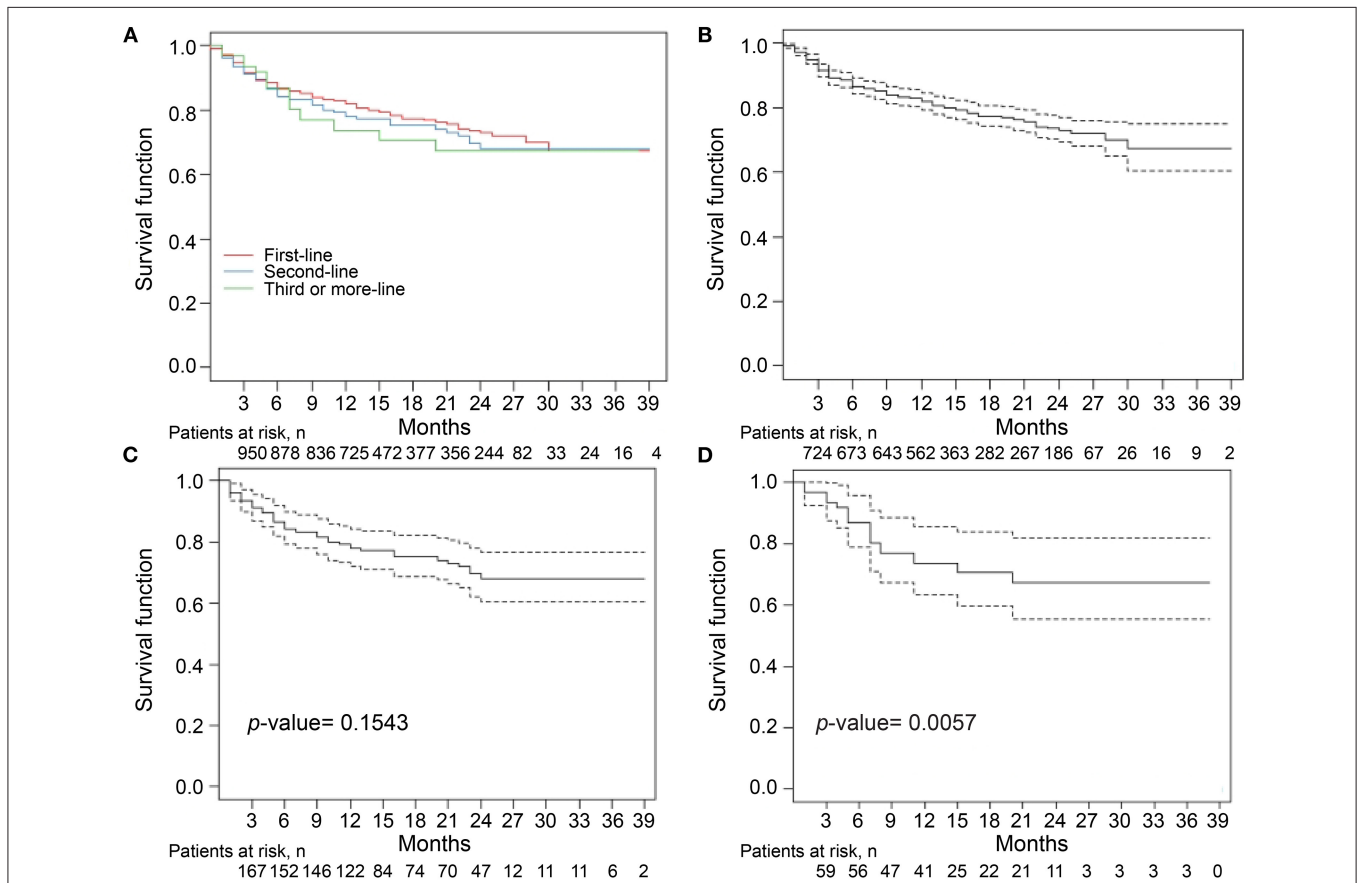 A
1.0
0.8
0.6
0.4
0.2
0.0
Survival function
First-line
Second-line
Third or more-line
3 6 9 12 15 18 21 24 27 30 33 36 39
Months
Patients at risk, n
950 878 836 725 472 377 356 244 82 33 24 16 4
B
1.0
0.8
0.6
0.4
0.2
0.0
Survival function
3 6 9 12 15 18 21 24 27 30 33 36 39
Months
Patients at risk, n
724 673 643 562 363 282 267 186 67 26 16 9 2
C
1.0
0.8
0.6
0.4
0.2
0.0
Survival function
p-value= 0.1543
3 6 9 12 15 18 21 24 27 30 33 36 39
Months
Patients at risk, n
167 152 146 122 84 74 70 47 12 11 11 6 2
D
1.0
0.8
0.6
0.4
0.2
0.0
Survival function
p-value= 0.0057
3 6 9 12 15 18 21 24 27 30 33 36 39
Months
Patients at risk, n
59 56 47 41 25 22 21 11 3 3 3 3 0